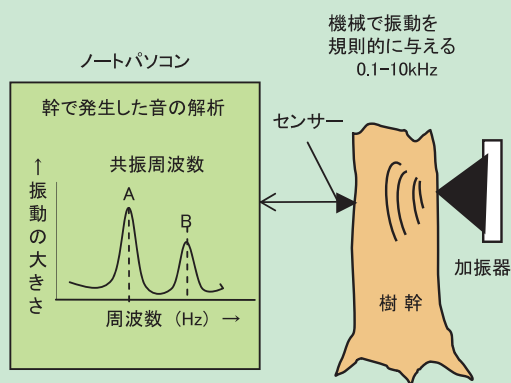 機械で振動を
規則的に与える
0.1-10kHz
ノートパソコン
幹で発生した音の解析
共振周波数
A
B
↑振動の大きさ
周波数 (Hz) →
センサー
加振器
樹幹